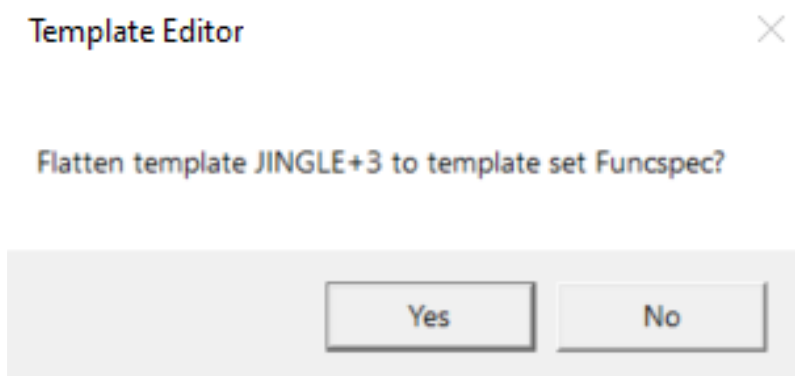 Template Editor
Flatten template JINGLE+3 to template set Funcspec?
Yes No